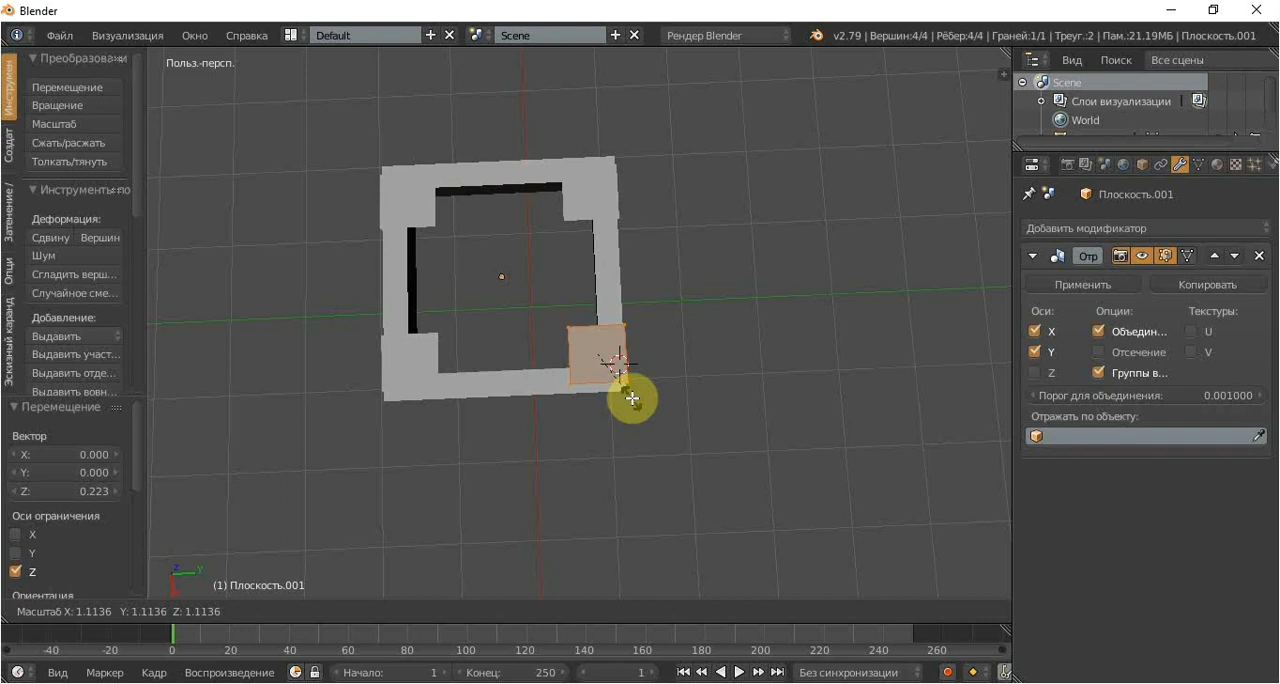 Blender
Файл Визуализация Окно Справка Default Scene Рендер Blender v2.79 | Вершин:4/4 | Рёбер:4/4 | Граней:1/1 | Треуг.:2 | Пам.:21.19МБ | Плоскость.001
Инструмен
Создат
Затенение /
Опци
Эскизный каранд
Преобразовани
Перемещение
Вращение
Масштаб
Сжать/расжать
Толкать/тянуть
Инструменты по
Деформация:
Сдвину Вершин
Шум
Сгладить верш...
Случайное сме...
Добавление:
Выдавить
Выдавить участ...
Выдавить отде...
Выдавить вовн...
Перемещение
Вектор
X: 0.000
Y: 0.000
Z: 0.223
Оси ограничения
X
Y
Z
Ориентация
Польз.-персп.
(1) Плоскость.001
Масштаб X: 1.1136 Y: 1.1136 Z: 1.1136
Вид Поиск Все сцены
Scene
Слои визуализации
World
Плоскость.001
Добавить модификатор
Отр
Применить Копировать
Оси: Опции: Текстуры:
X Объедин... U
Y Отсечение V
Z Группы в...
Порог для объединения: 0.001000
Отражать по объекту:
-40 -20 0 20 40 60 80 100 120 140 160 180 200 220 240 260
Вид Маркер Кадр Воспроизведение Начало: 1 Конец: 250 1 Без синхронизации